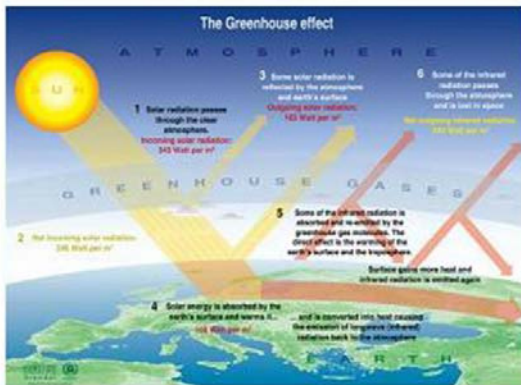 The Greenhouse effect
ATMOSPHERE
SUN
1 Solar radiation passes
through the clear
atmosphere.
Incoming solar radiation:
343 Watt per m²
3 Some solar radiation is
reflected by the atmosphere
and earth's surface
Outgoing solar radiation:
103 Watt per m²
6 Some of the infrared
radiation passes
through the atmosphere
and is lost in space
Net outgoing infrared radiation:
240 Watt per m²
GREENHOUSE GASES
2 Net incoming solar radiation:
240 Watt per m²
5 Some of the infrared radiation is
absorbed and re-emitted by the
greenhouse gas molecules. The
direct effect is the warming of the
earth's surface and the troposphere.
Surface gains more heat and
infrared radiation is emitted again
4 Solar energy is absorbed by the
earth's surface and warms it...
168 Watt per m²
...and is converted into heat causing
the emission of longwave (infrared)
radiation back to the atmosphere
EARTH